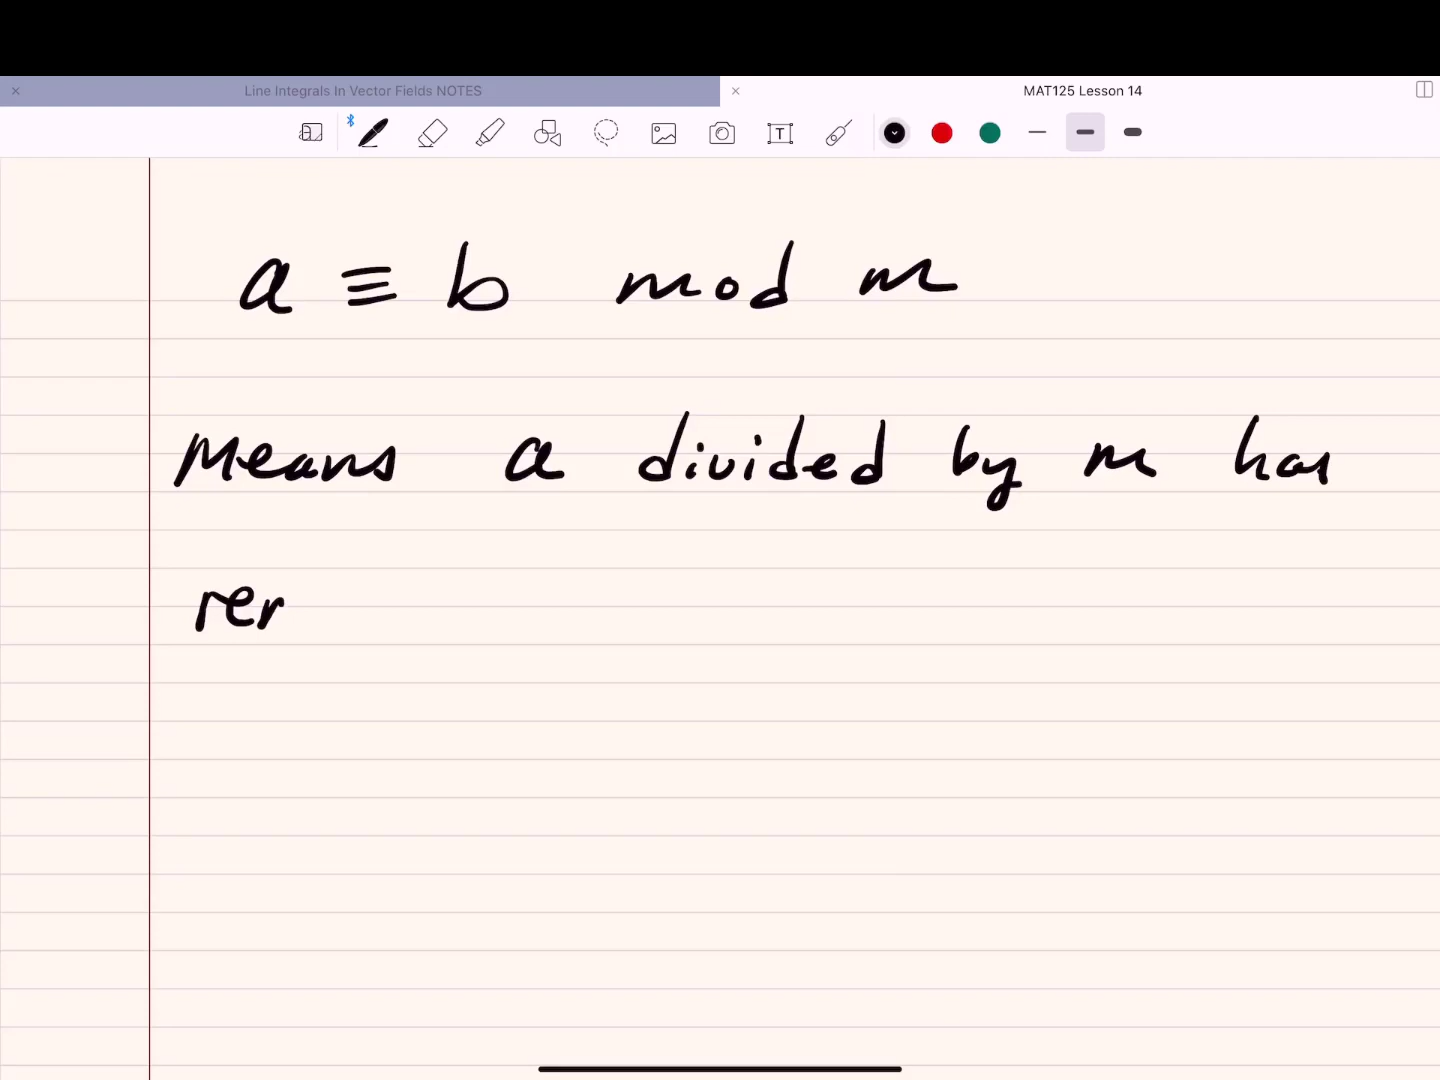 Line Integrals In Vector Fields NOTES
MAT125 Lesson 14
T
a ≡ b mod m
Means a divided by m has
rer